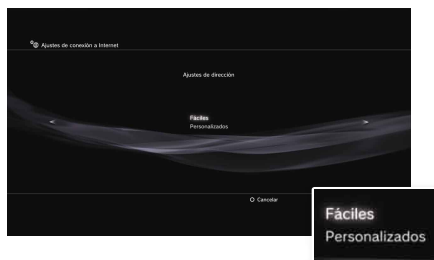 Ajustes de conexión a Internet
Ajustes de dirección
Fáciles
Personalizados
Cancelar
Fáciles
Personalizados